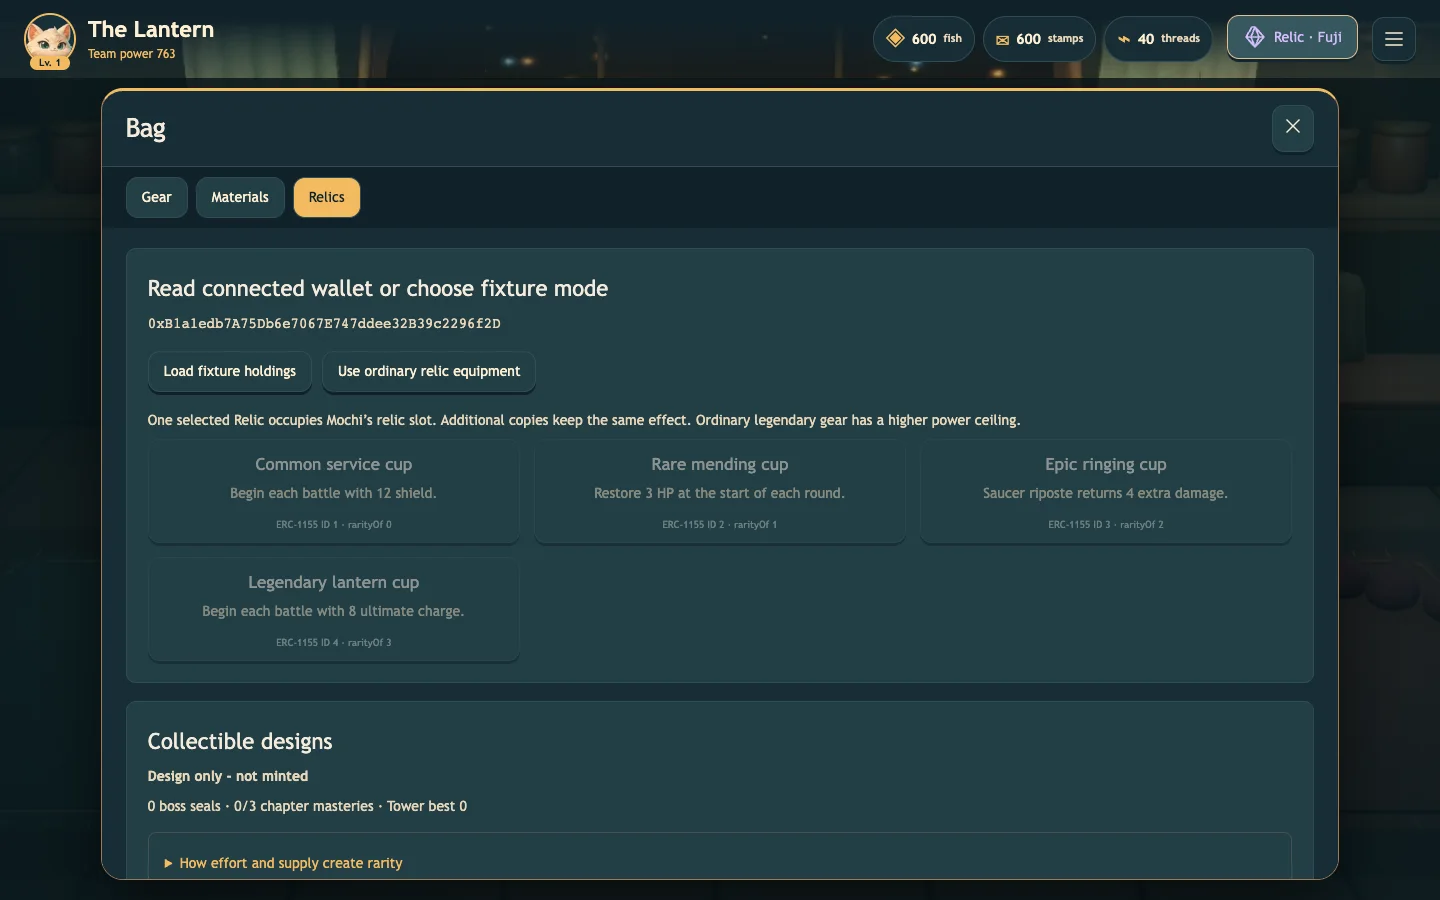 The Lantern
Team power 763
Lv. 1
600 fish
600 stamps
40 threads
Relic · Fuji
Bag
Gear
Materials
Relics
Read connected wallet or choose fixture mode
0xB1a1edb7A75Db6e7067E747ddee32B39c2296f2D
Load fixture holdings
Use ordinary relic equipment
One selected Relic occupies Mochi's relic slot. Additional copies keep the same effect. Ordinary legendary gear has a higher power ceiling.
Common service cup
Begin each battle with 12 shield.
ERC-1155 ID 1 · rarityOf 0
Rare mending cup
Restore 3 HP at the start of each round.
ERC-1155 ID 2 · rarityOf 1
Epic ringing cup
Saucer riposte returns 4 extra damage.
ERC-1155 ID 3 · rarityOf 2
Legendary lantern cup
Begin each battle with 8 ultimate charge.
ERC-1155 ID 4 · rarityOf 3
Collectible designs
Design only - not minted
0 boss seals · 0/3 chapter masteries · Tower best 0
How effort and supply create rarity